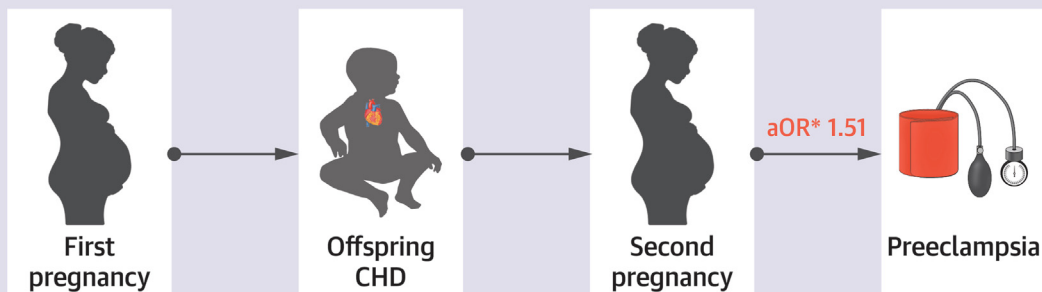 aOR* 1.51
First
pregnancy
Offspring
CHD
Second
pregnancy
Preeclampsia